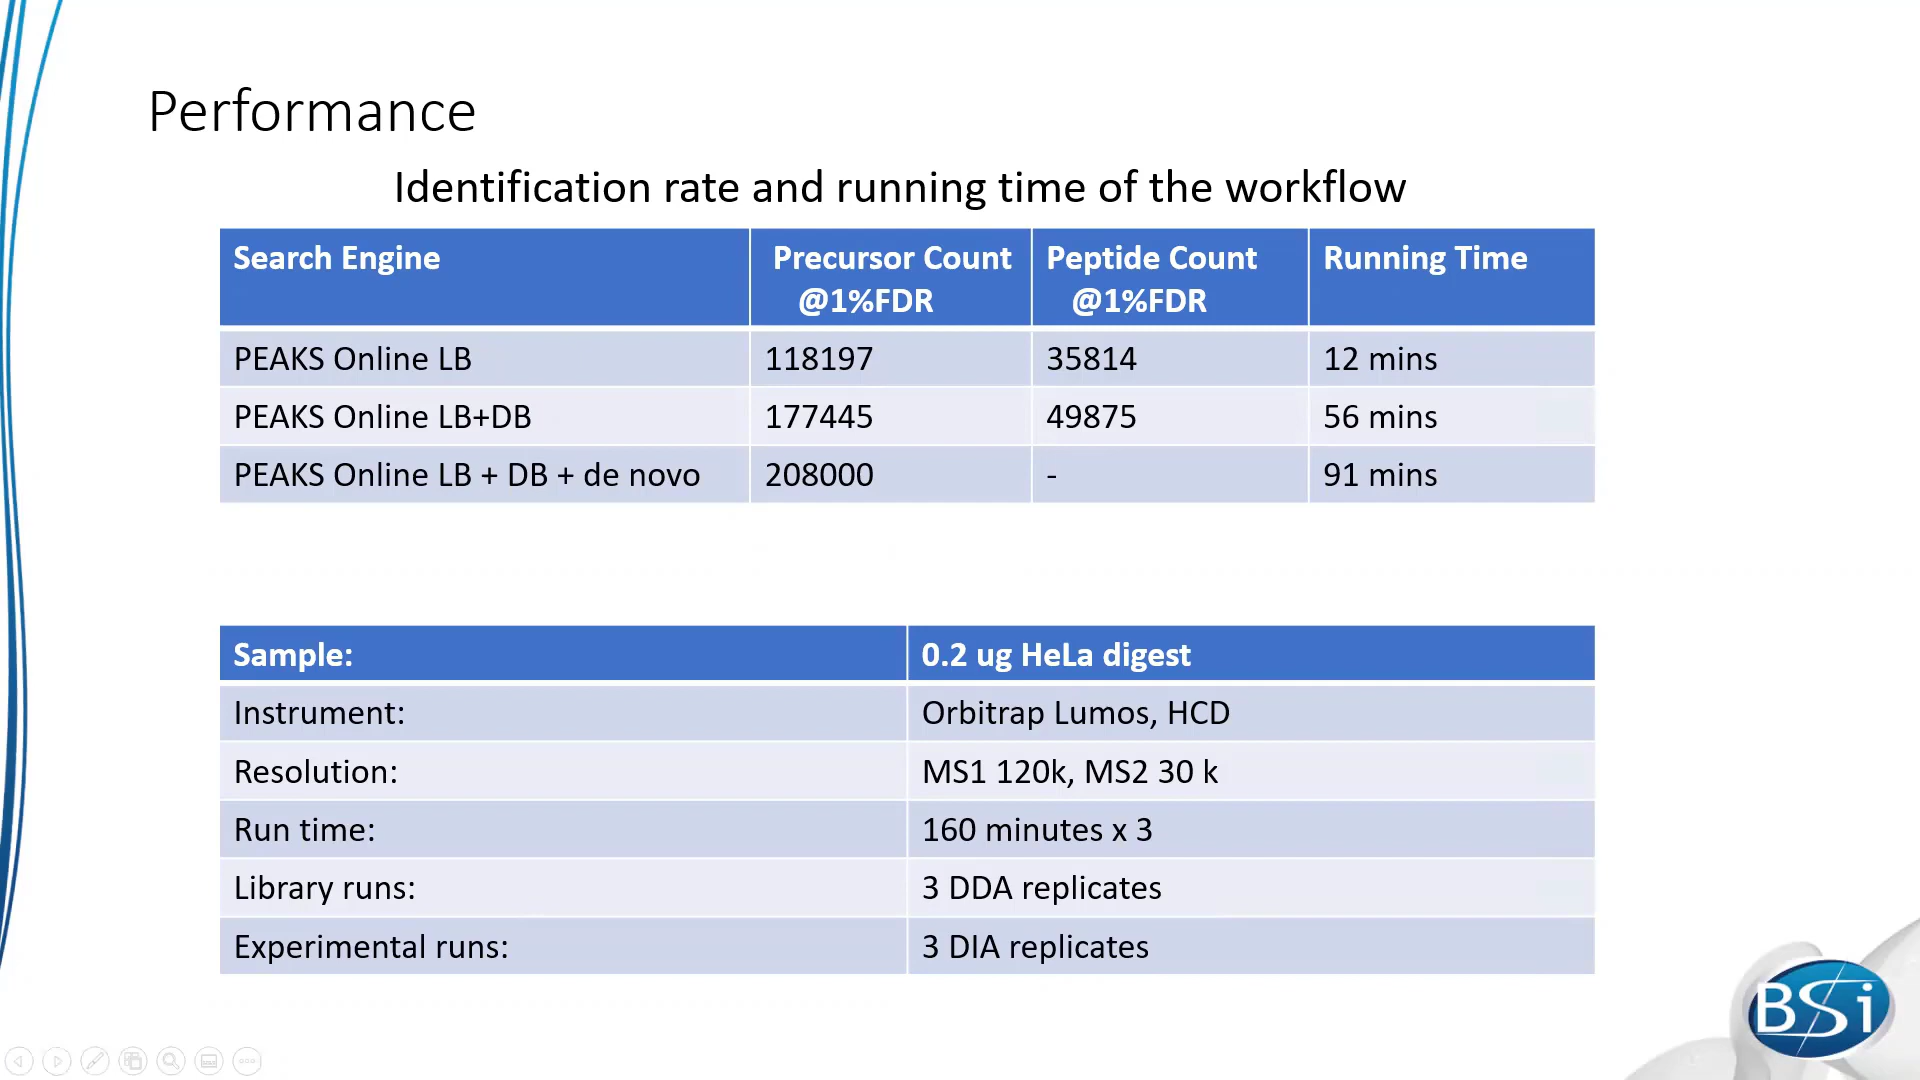 Performance
Identification rate and running time of the workflow
Search Engine Precursor Count @1%FDR Peptide Count @1%FDR Running Time
PEAKS Online LB 118197 35814 12 mins
PEAKS Online LB+DB 177445 49875 56 mins
PEAKS Online LB + DB + de novo 208000 - 91 mins
Sample: 0.2 ug HeLa digest
Instrument: Orbitrap Lumos, HCD
Resolution: MS1 120k, MS2 30 k
Run time: 160 minutes x 3
Library runs: 3 DDA replicates
Experimental runs: 3 DIA replicates
BSi